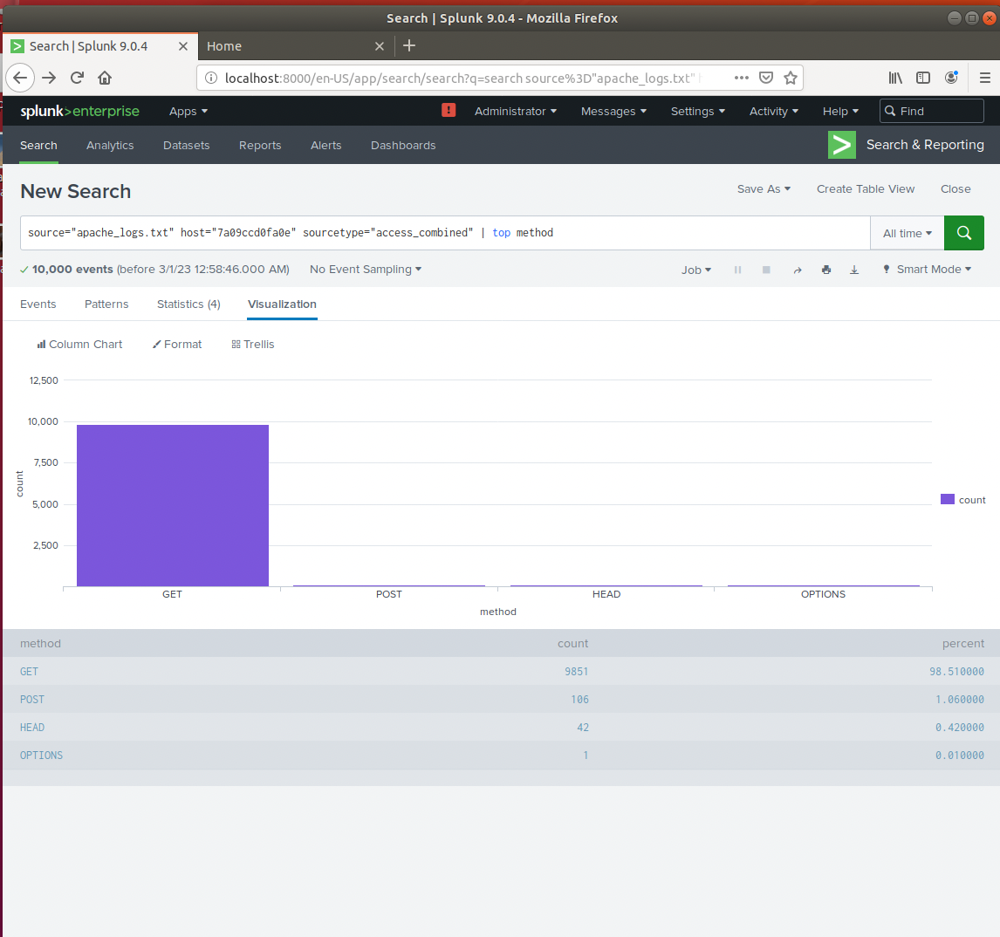 Search | Splunk 9.0.4 - Mozilla Firefox
Search | Splunk 9.0.4
Home
localhost:8000/en-US/app/search/search?q=search source%3D"apache_logs.txt"
splunk>enterprise Apps Administrator Messages Settings Activity Help Find
Search Analytics Datasets Reports Alerts Dashboards > Search & Reporting
New Search Save As Create Table View Close
source="apache_logs.txt" host="7a09ccd0fa0e" sourcetype="access_combined" | top method All time
10,000 events (before 3/1/23 12:58:46.000 AM) No Event Sampling Job Smart Mode
Events Patterns Statistics (4) Visualization
Column Chart Format Trellis
12,500
10,000
7,500
5,000
2,500
count
count
GET POST HEAD OPTIONS
method
method count percent
GET 9851 98.510000
POST 106 1.060000
HEAD 42 0.420000
OPTIONS 1 0.010000